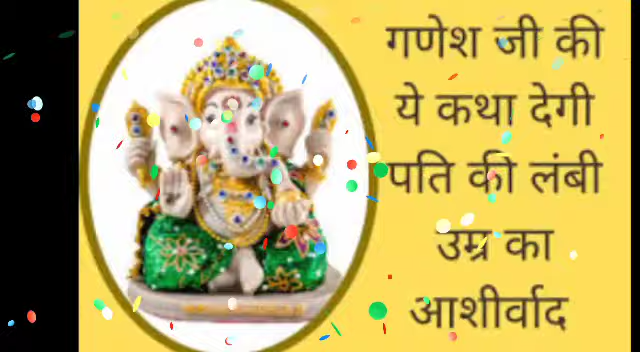 गणेश जी की
ये कथा देगी
पति की लंबी
उम्र का
आशीर्वाद